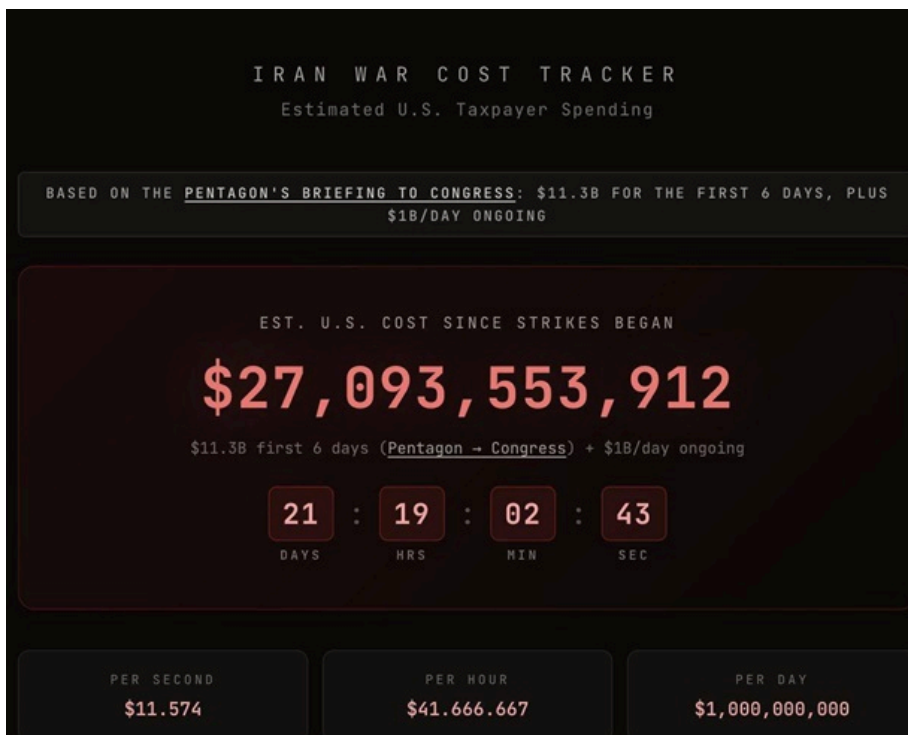 IRAN WAR COST TRACKER
Estimated U.S. Taxpayer Spending
BASED ON THE PENTAGON'S BRIEFING TO CONGRESS: $11.3B FOR THE FIRST 6 DAYS, PLUS
$1B/DAY ONGOING
EST. U.S. COST SINCE STRIKES BEGAN
$27,093,553,912
$11.3B first 6 days (Pentagon → Congress) + $1B/day ongoing
21 : 19 : 02 : 43
DAYS HRS MIN SEC
PER SECOND PER HOUR PER DAY
$11.574 $41.666.667 $1,000,000,000